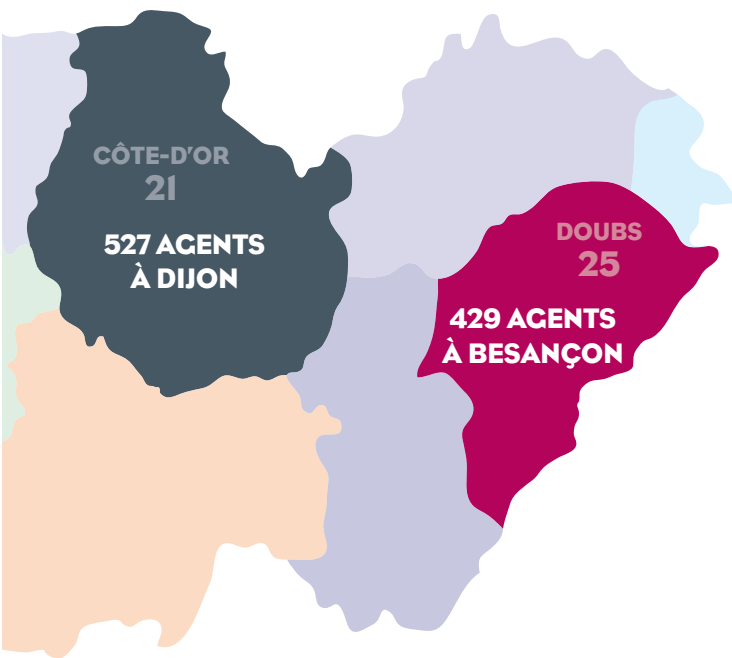 CÔTE-D'OR
21
527 AGENTS
À DIJON
DOUBS
25
429 AGENTS
À BESANÇON